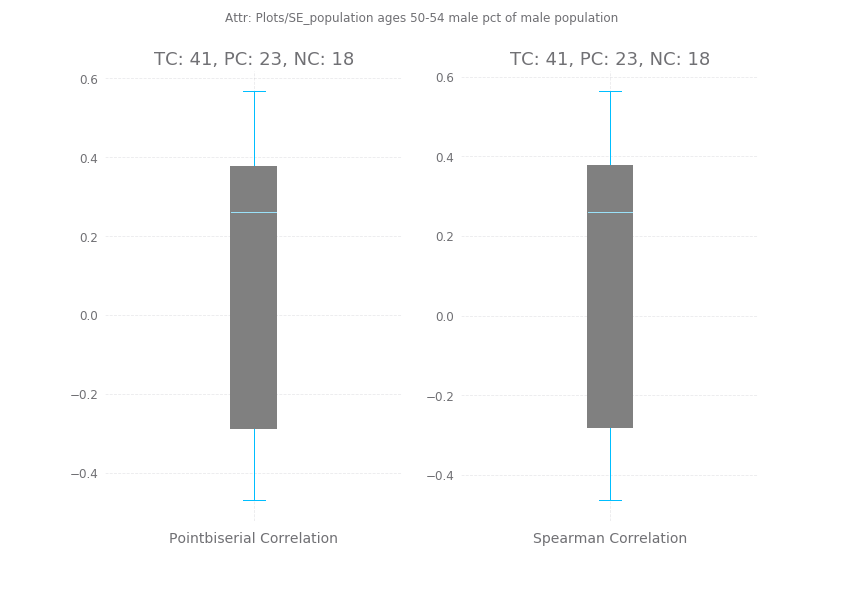 Attr: Plots/SE_population ages 50-54 male pct of male population
TC: 41, PC: 23, NC: 18
0.6
0.4
0.2
0.0
−0.2
−0.4
Pointbiserial Correlation
TC: 41, PC: 23, NC: 18
0.6
0.4
0.2
0.0
−0.2
−0.4
Spearman Correlation